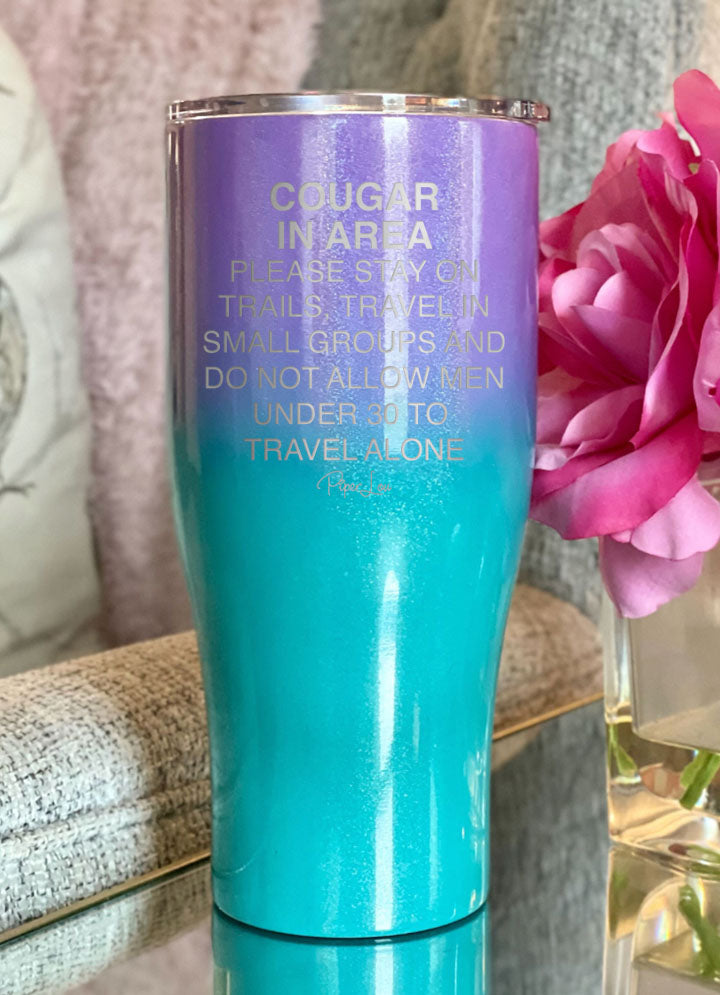 COUGAR
IN AREA
PLEASE STAY ON
TRAILS, TRAVEL IN
SMALL GROUPS AND
DO NOT ALLOW MEN
UNDER 30 TO
TRAVEL ALONE
Piper Lou